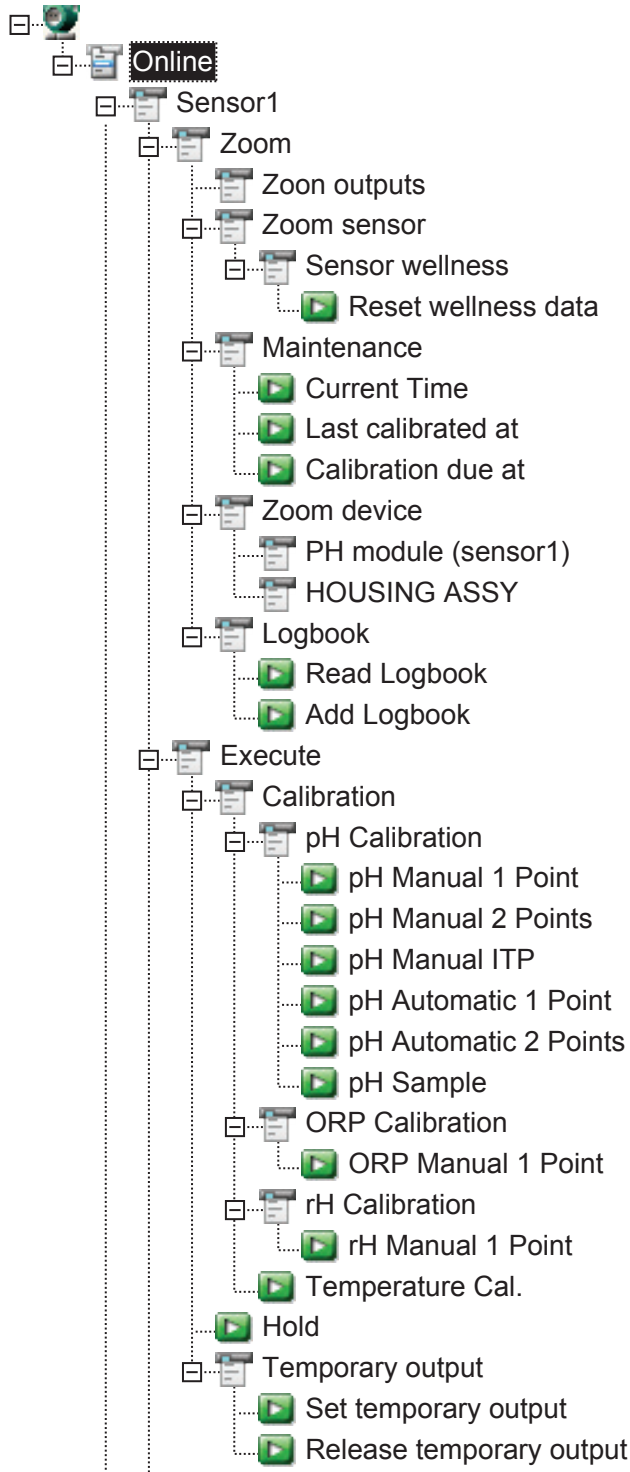 Online
Sensor1
Zoom
Zoon outputs
Zoom sensor
Sensor wellness
Reset wellness data
Maintenance
Current Time
Last calibrated at
Calibration due at
Zoom device
PH module (sensor1)
HOUSING ASSY
Logbook
Read Logbook
Add Logbook
Execute
Calibration
pH Calibration
pH Manual 1 Point
pH Manual 2 Points
pH Manual ITP
pH Automatic 1 Point
pH Automatic 2 Points
pH Sample
ORP Calibration
ORP Manual 1 Point
rH Calibration
rH Manual 1 Point
Temperature Cal.
Hold
Temporary output
Set temporary output
Release temporary output